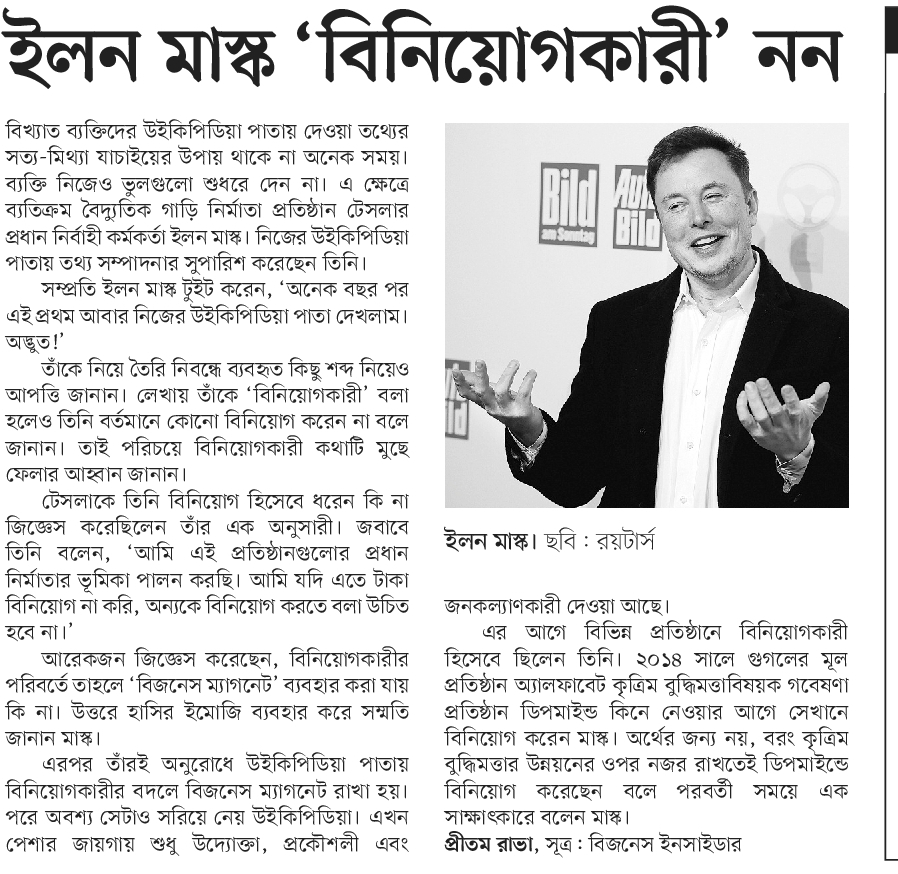 ইলন মাস্ক ‘বিনিয়োগকারী’ নন
বিখ্যাত ব্যক্তিদের উইকিপিডিয়া পাতায় দেওয়া তথ্যের
সত্য-মিথ্যা যাচাইয়ের উপায় থাকে না অনেক সময়।
ব্যক্তি নিজেও ভুলগুলো শুধরে দেন না। এ ক্ষেত্রে
ব্যতিক্রম বৈদ্যুতিক গাড়ি নির্মাতা প্রতিষ্ঠান টেসলার
প্রধান নির্বাহী কর্মকর্তা ইলন মাস্ক। নিজের উইকিপিডিয়া
পাতায় তথ্য সম্পাদনার সুপারিশ করেছেন তিনি।
সম্প্রতি ইলন মাস্ক টুইট করেন, ‘অনেক বছর পর
এই প্রথম আবার নিজের উইকিপিডিয়া পাতা দেখলাম।
অদ্ভুত!’
তাঁকে নিয়ে তৈরি নিবন্ধে ব্যবহৃত কিছু শব্দ নিয়েও
আপত্তি জানান। লেখায় তাঁকে ‘বিনিয়োগকারী’ বলা
হলেও তিনি বর্তমানে কোনো বিনিয়োগ করেন না বলে
জানান। তাই পরিচয়ে বিনিয়োগকারী কথাটি মুছে
ফেলার আহ্বান জানান।
টেসলাকে তিনি বিনিয়োগ হিসেবে ধরেন কি না
জিজ্ঞেস করেছিলেন তাঁর এক অনুসারী। জবাবে
তিনি বলেন, ‘আমি এই প্রতিষ্ঠানগুলোর প্রধান
নির্মাতার ভূমিকা পালন করছি। আমি যদি এতে টাকা
বিনিয়োগ না করি, অন্যকে বিনিয়োগ করতে বলা উচিত
হবে না।’
আরেকজন জিজ্ঞেস করেছেন, বিনিয়োগকারীর
পরিবর্তে তাহলে ‘বিজনেস ম্যাগনেট’ ব্যবহার করা যায়
কি না। উত্তরে হাসির ইমোজি ব্যবহার করে সম্মতি
জানান মাস্ক।
এরপর তাঁরই অনুরোধে উইকিপিডিয়া পাতায়
বিনিয়োগকারীর বদলে বিজনেস ম্যাগনেট রাখা হয়।
পরে অবশ্য সেটাও সরিয়ে নেয় উইকিপিডিয়া। এখন
পেশার জায়গায় শুধু উদ্যোক্তা, প্রকৌশলী এবং
Bild
am Sonntag
Auto
Bild
ইলন মাস্ক। ছবি : রয়টার্স
জনকল্যাণকারী দেওয়া আছে।
এর আগে বিভিন্ন প্রতিষ্ঠানে বিনিয়োগকারী
হিসেবে ছিলেন তিনি। ২০১৪ সালে গুগলের মূল
প্রতিষ্ঠান অ্যালফাবেট কৃত্রিম বুদ্ধিমত্তাবিষয়ক গবেষণা
প্রতিষ্ঠান ডিপমাইন্ড কিনে নেওয়ার আগে সেখানে
বিনিয়োগ করেন মাস্ক। অর্থের জন্য নয়, বরং কৃত্রিম
বুদ্ধিমত্তার উন্নয়নের ওপর নজর রাখতেই ডিপমাইন্ডে
বিনিয়োগ করেছেন বলে পরবর্তী সময়ে এক
সাক্ষাৎকারে বলেন মাস্ক।
প্রীতম রাভা, সূত্র : বিজনেস ইনসাইডার